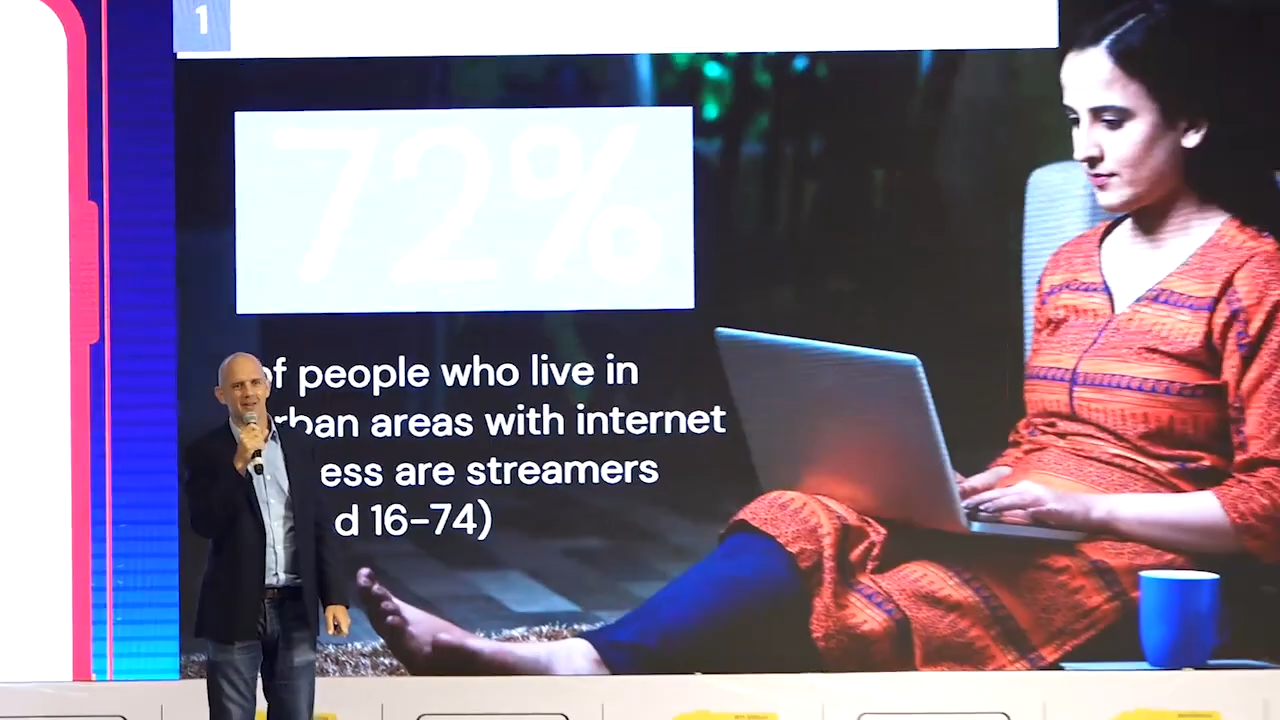 1
72%
of people who live in
rban areas with internet
ess are streamers
d 16–74)